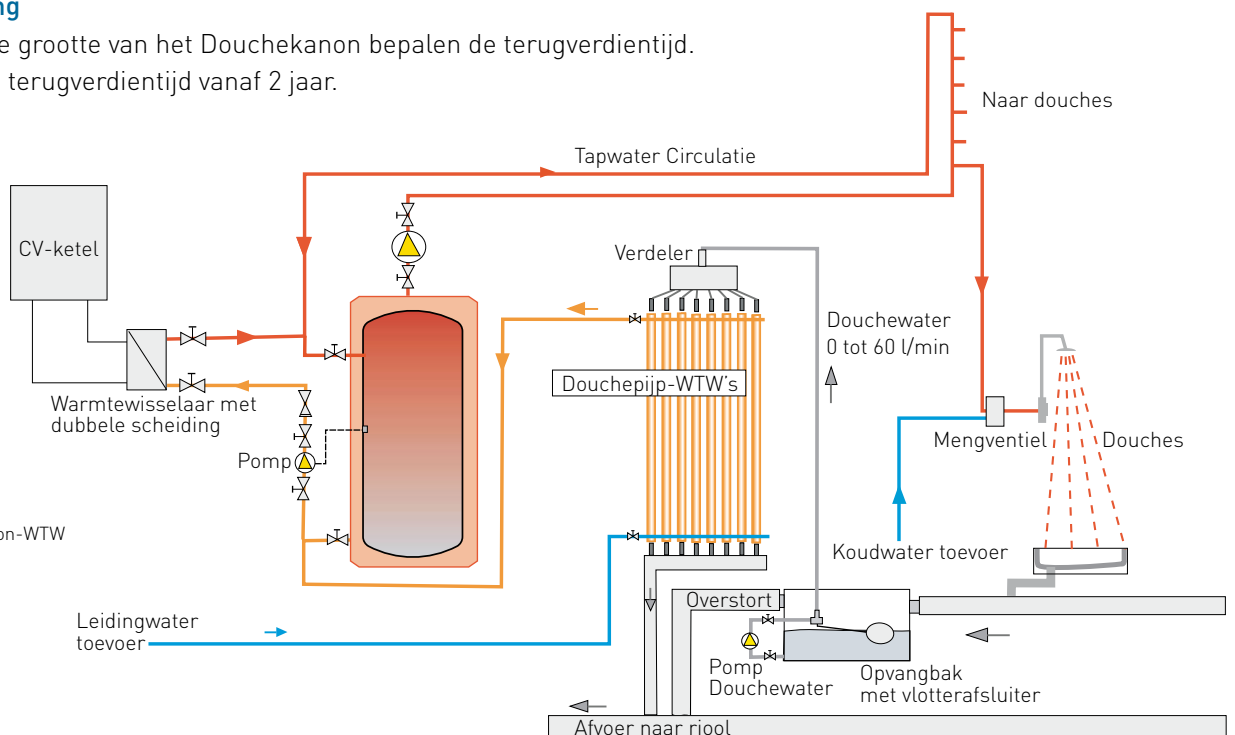 ng
e grootte van het Douchekanon bepalen de terugverdientijd.
terugverdientijd vanaf 2 jaar.
Naar douches
Tapwater Circulatie
CV-ketel
Verdeler
Douchewater
0 tot 60 l/min
Douchepijp-WTW's
Warmtewisselaar met
dubbele scheiding
Mengventiel
Douches
Pomp
on-WTW
Koudwater toevoer
Overstort
Leidingwater
toevoer
Pomp
Douchewater
Opvangbak
met vlotterafsluiter
Afvoer naar riool